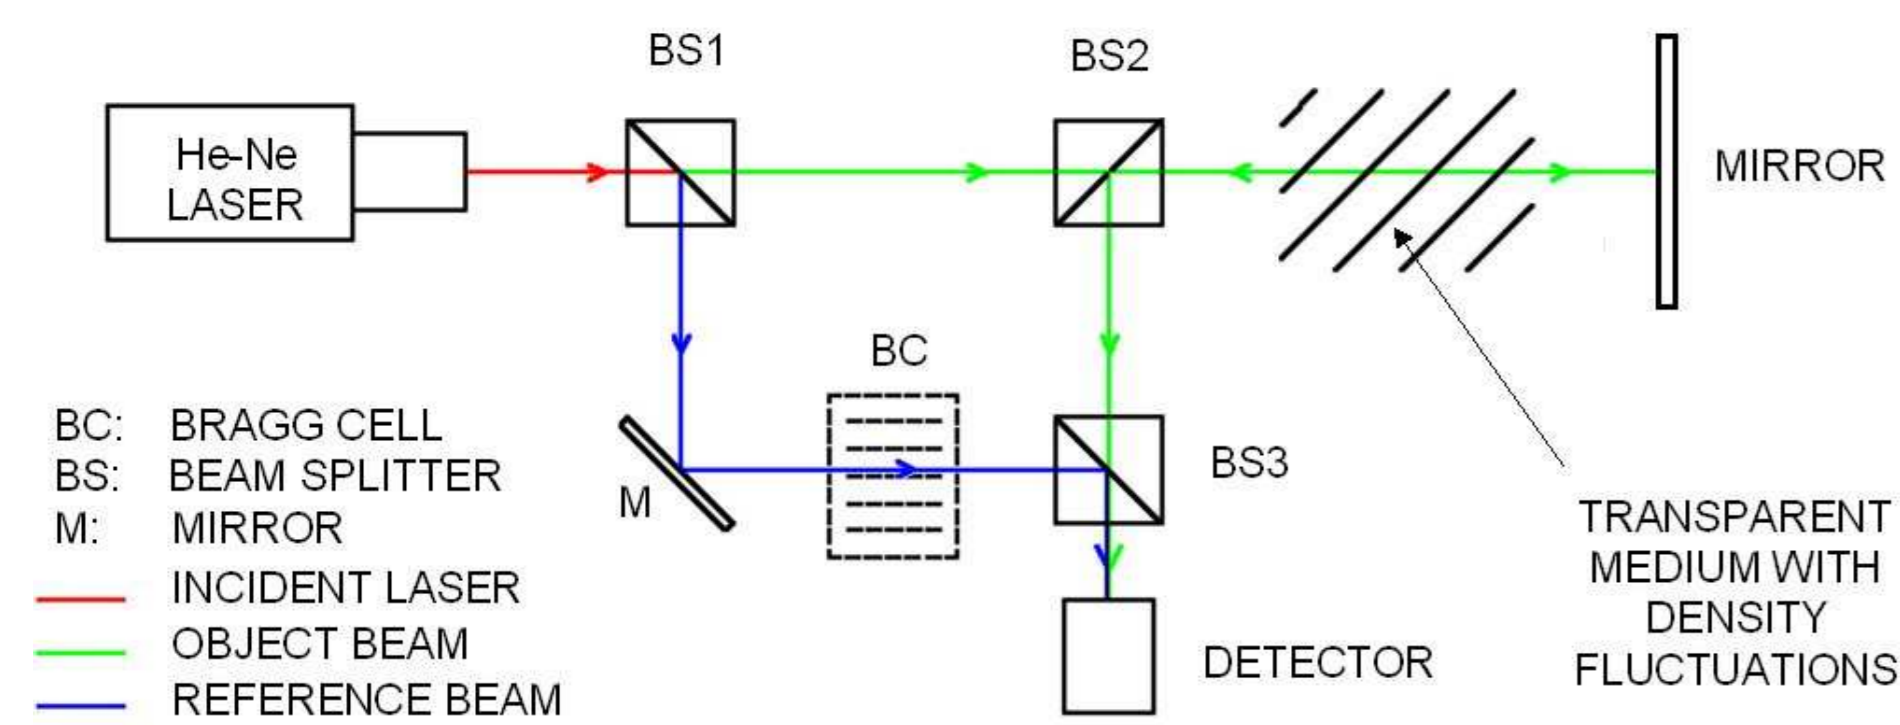 BS1
BS2
He-Ne
LASER
MIRROR
BC
BC: BRAGG CELL
BS: BEAM SPLITTER
M: MIRROR
M
BS3
INCIDENT LASER
OBJECT BEAM
REFERENCE BEAM
DETECTOR
TRANSPARENT
MEDIUM WITH
DENSITY
FLUCTUATIONS